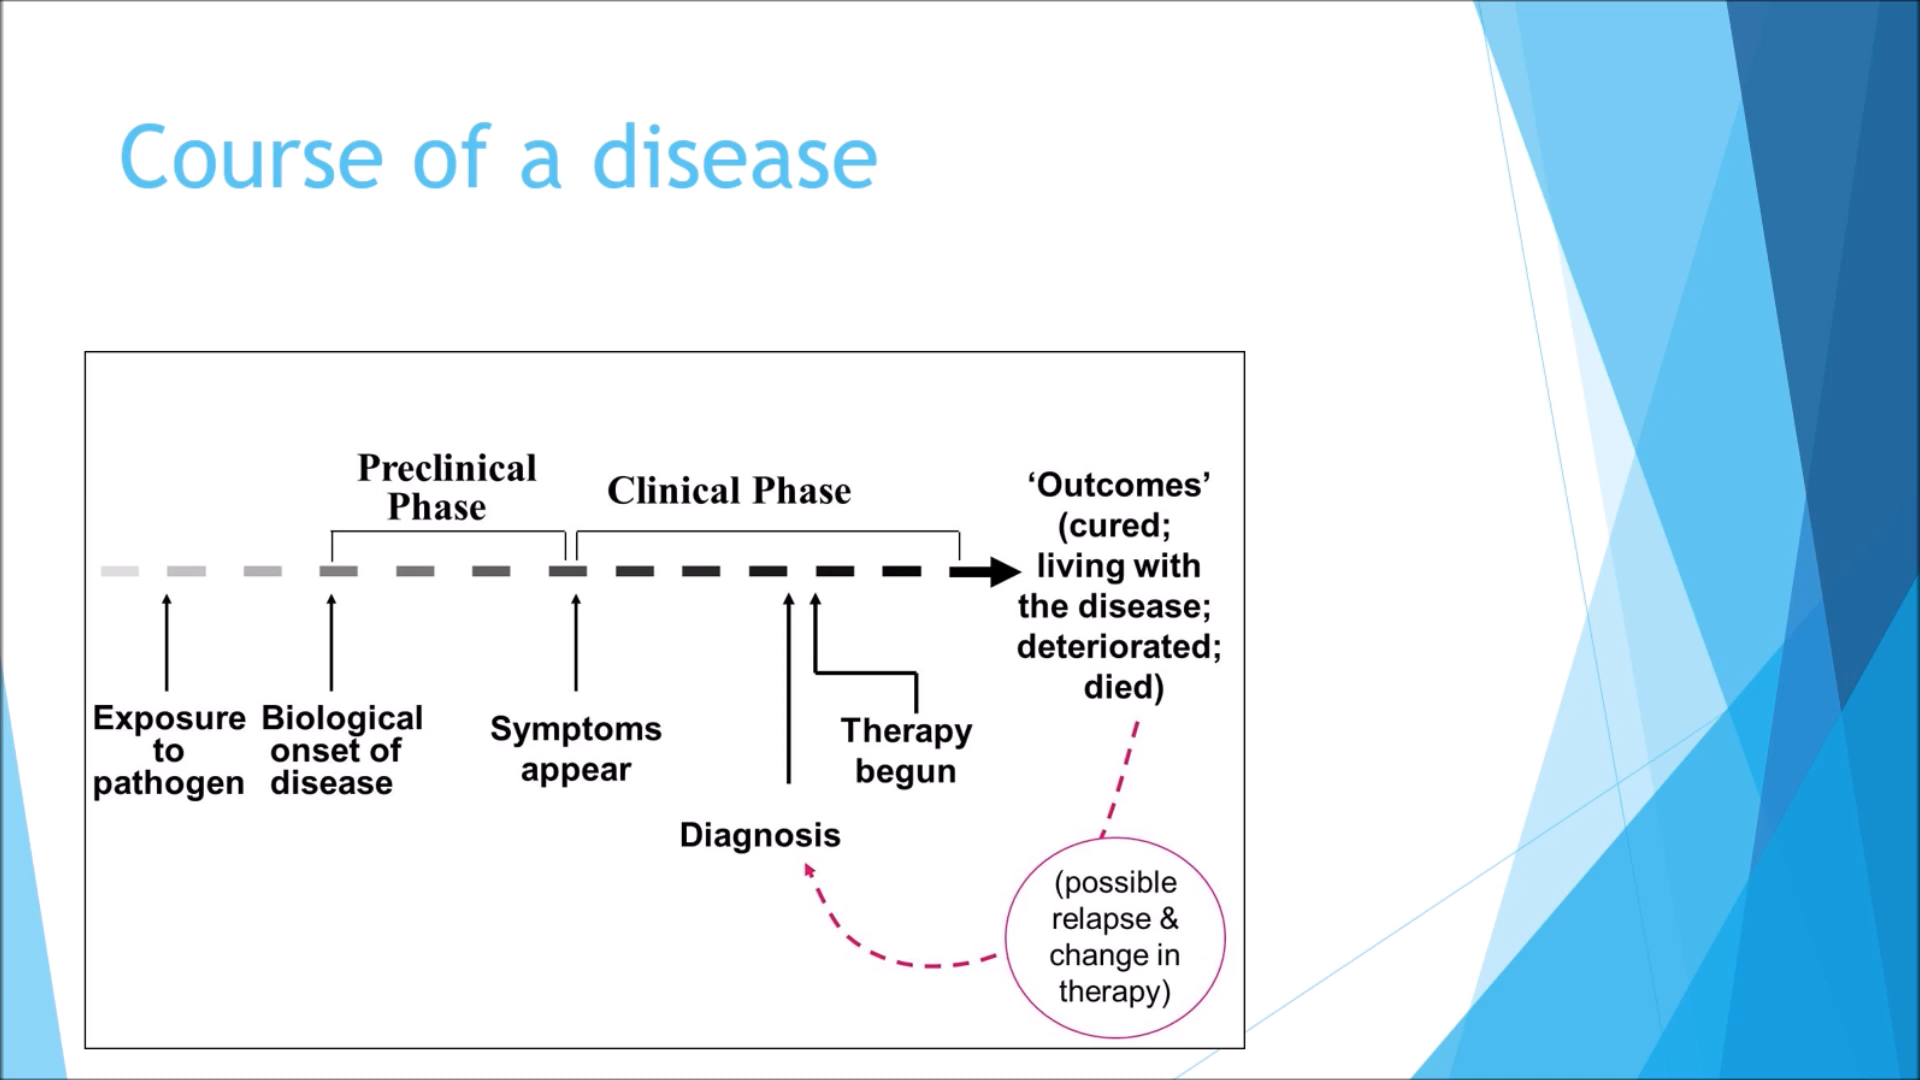 Course of a disease
Preclinical
Phase
Clinical Phase
‘Outcomes’
(cured;
living with
the disease;
deteriorated;
died)
Exposure
to
pathogen
Biological
onset of
disease
Symptoms
appear
Diagnosis
Therapy
begun
(possible
relapse &
change in
therapy)